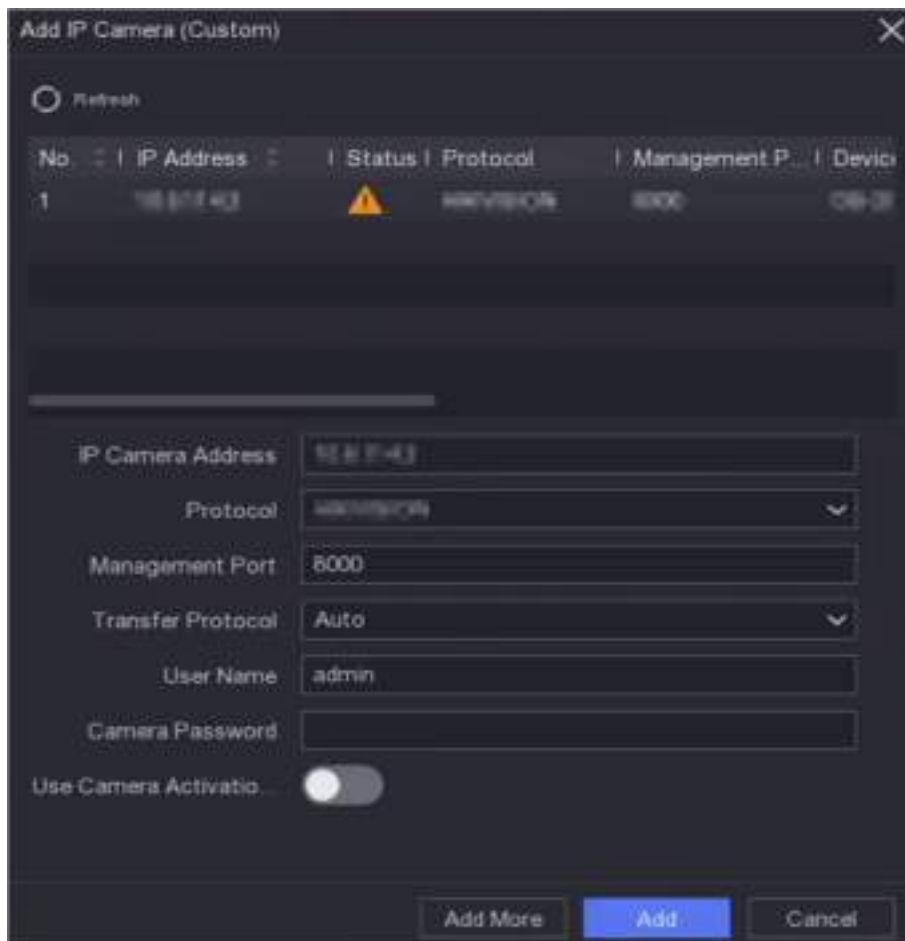 Add IP Camera (Custom)
Refresh
No. IP Address Status Protocol Management P... Device
1
IP Camera Address
Protocol
Management Port 8000
Transfer Protocol Auto
User Name admin
Camera Password
Use Camera Activatio...
Add More Add Cancel